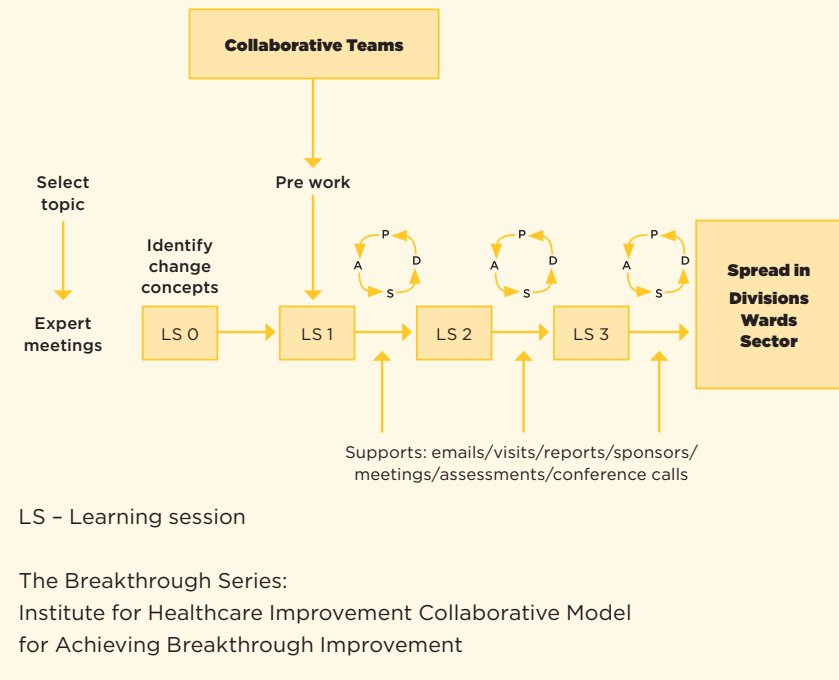 Collaborative Teams
Select
topic
Pre work
Identify
change
concepts
Expert
meetings
P
A
D
S
P
A
D
S
P
A
D
S
LS 0
LS 1
LS 2
LS 3
Spread in
Divisions
Wards
Sector
Supports: emails/visits/reports/sponsors/
meetings/assessments/conference calls
LS – Learning session
The Breakthrough Series:
Institute for Healthcare Improvement Collaborative Model
for Achieving Breakthrough Improvement